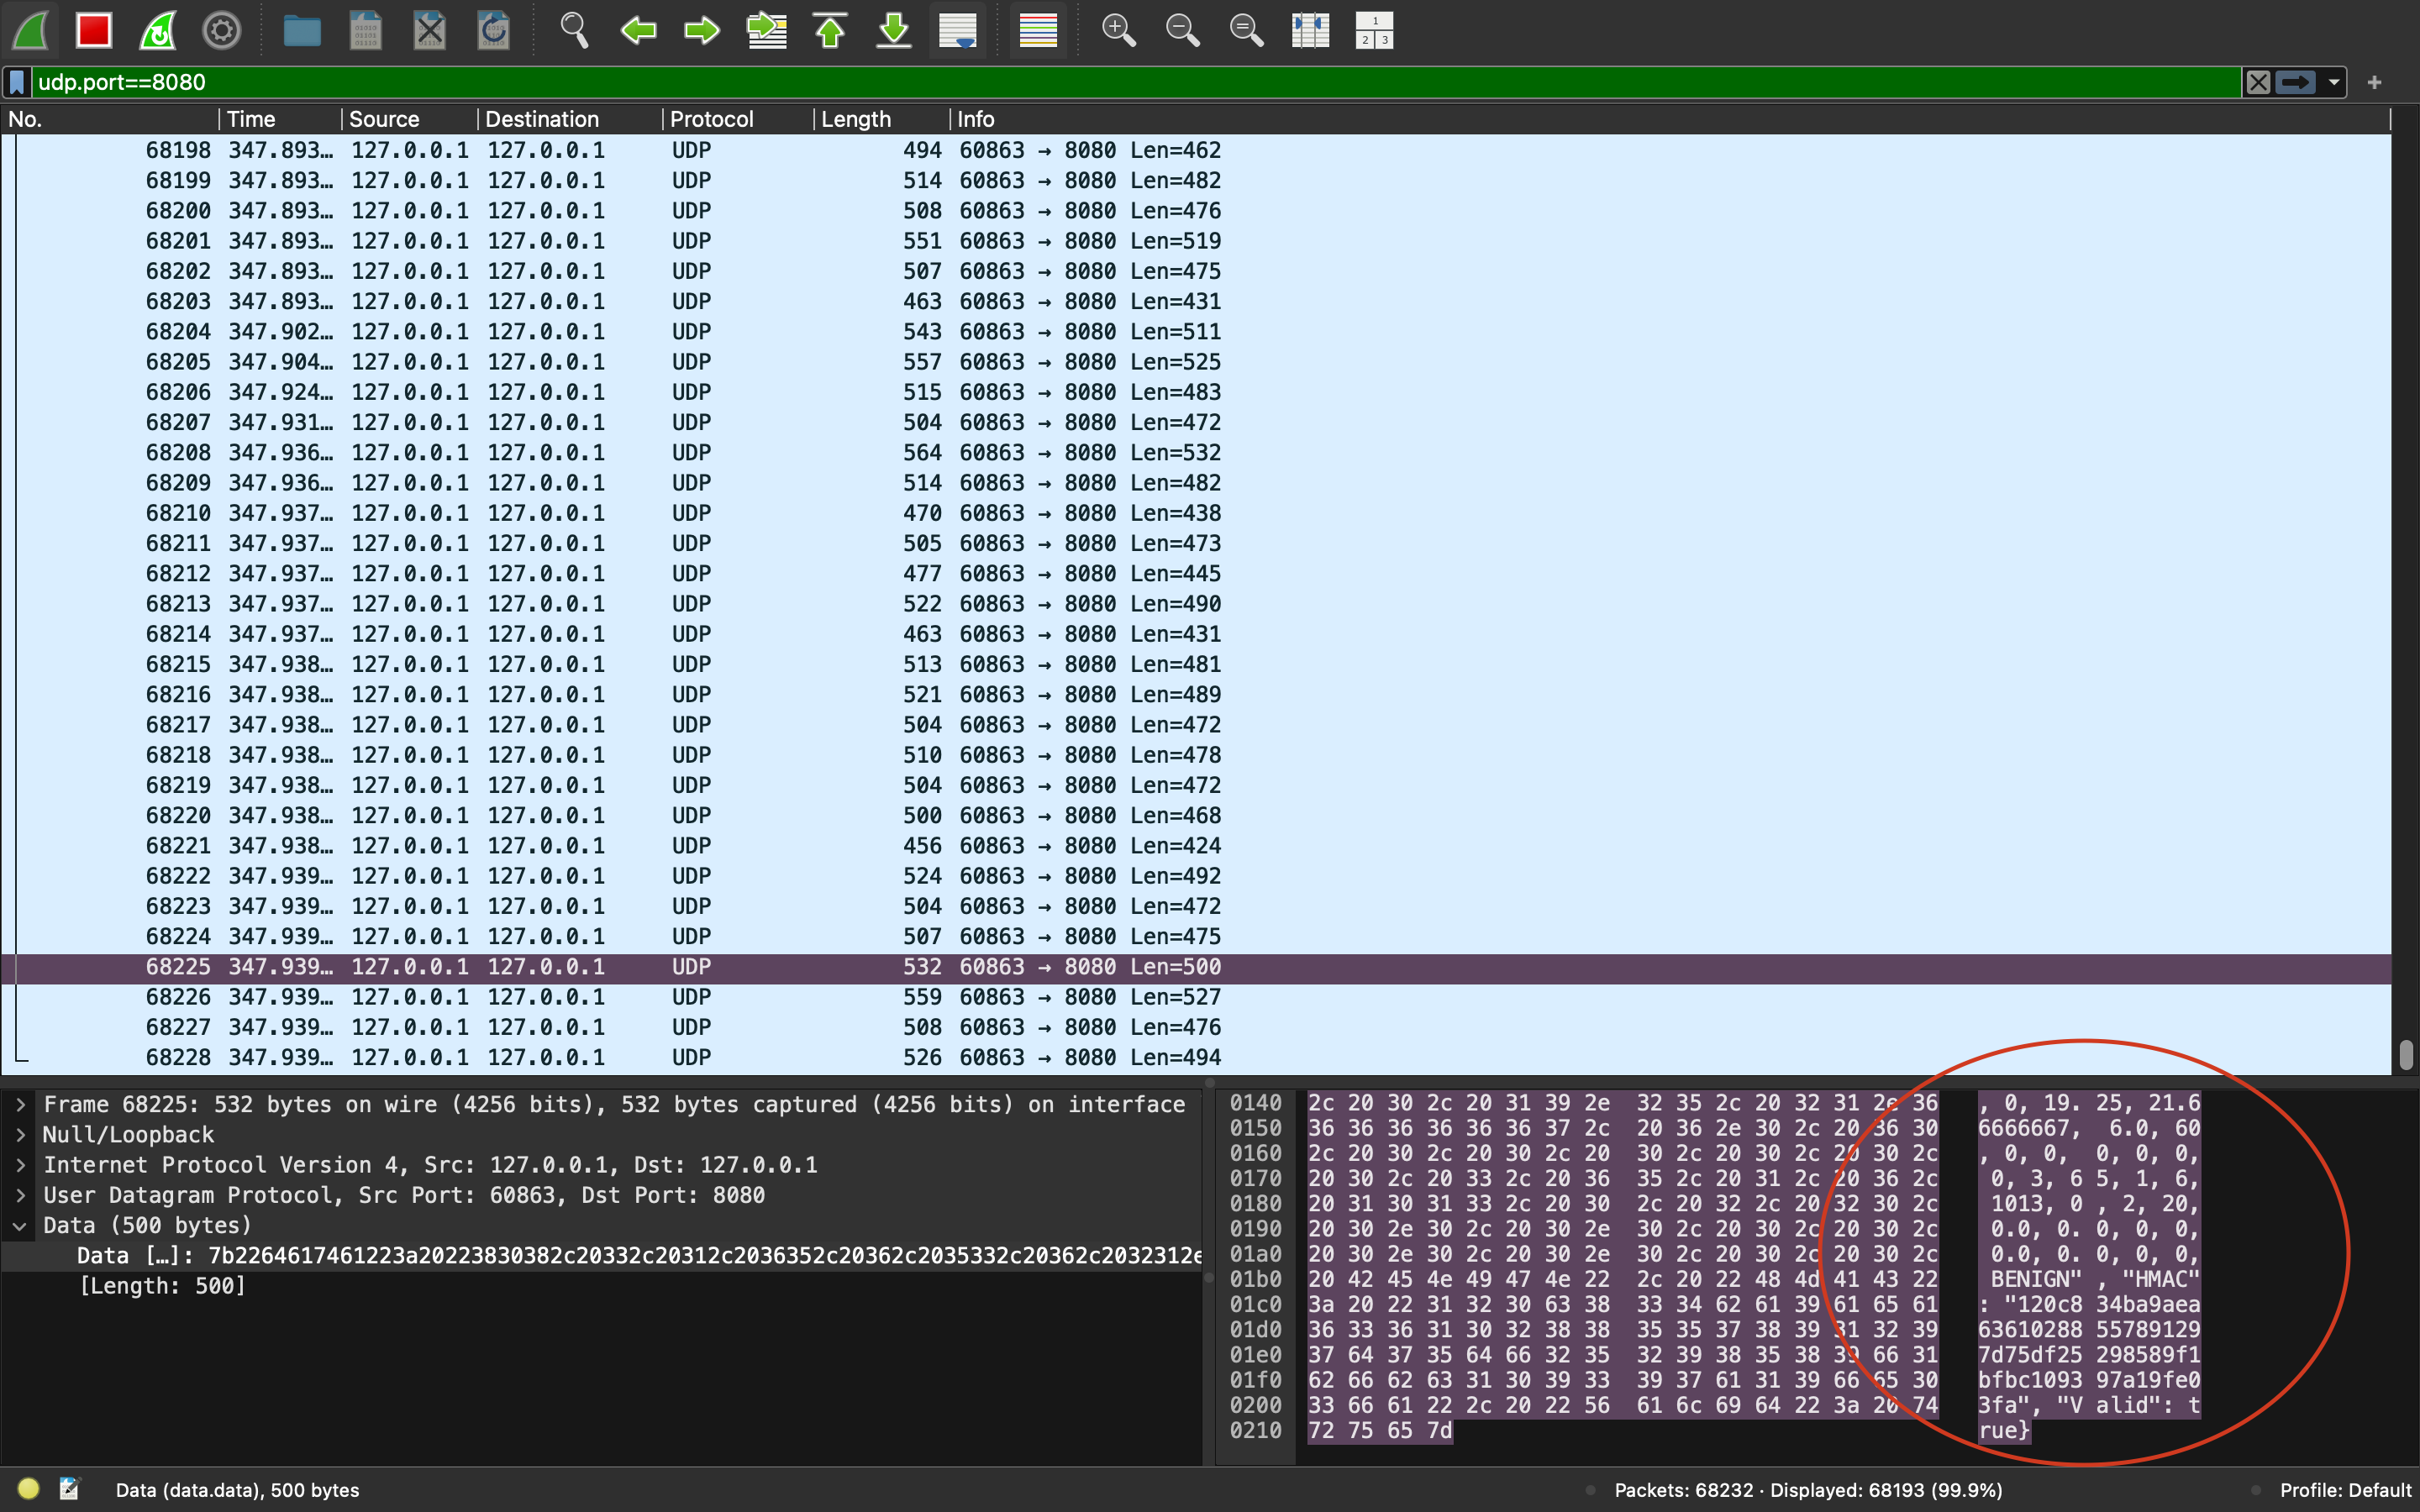 udp.port==8080
No. Time Source Destination Protocol Length Info
68198 347.893… 127.0.0.1 127.0.0.1 UDP 494 60863 → 8080 Len=462
68199 347.893… 127.0.0.1 127.0.0.1 UDP 514 60863 → 8080 Len=482
68200 347.893… 127.0.0.1 127.0.0.1 UDP 508 60863 → 8080 Len=476
68201 347.893… 127.0.0.1 127.0.0.1 UDP 551 60863 → 8080 Len=519
68202 347.893… 127.0.0.1 127.0.0.1 UDP 507 60863 → 8080 Len=475
68203 347.893… 127.0.0.1 127.0.0.1 UDP 463 60863 → 8080 Len=431
68204 347.902… 127.0.0.1 127.0.0.1 UDP 543 60863 → 8080 Len=511
68205 347.904… 127.0.0.1 127.0.0.1 UDP 557 60863 → 8080 Len=525
68206 347.924… 127.0.0.1 127.0.0.1 UDP 515 60863 → 8080 Len=483
68207 347.931… 127.0.0.1 127.0.0.1 UDP 504 60863 → 8080 Len=472
68208 347.936… 127.0.0.1 127.0.0.1 UDP 564 60863 → 8080 Len=532
68209 347.936… 127.0.0.1 127.0.0.1 UDP 514 60863 → 8080 Len=482
68210 347.937… 127.0.0.1 127.0.0.1 UDP 470 60863 → 8080 Len=438
68211 347.937… 127.0.0.1 127.0.0.1 UDP 505 60863 → 8080 Len=473
68212 347.937… 127.0.0.1 127.0.0.1 UDP 477 60863 → 8080 Len=445
68213 347.937… 127.0.0.1 127.0.0.1 UDP 522 60863 → 8080 Len=490
68214 347.937… 127.0.0.1 127.0.0.1 UDP 463 60863 → 8080 Len=431
68215 347.938… 127.0.0.1 127.0.0.1 UDP 513 60863 → 8080 Len=481
68216 347.938… 127.0.0.1 127.0.0.1 UDP 521 60863 → 8080 Len=489
68217 347.938… 127.0.0.1 127.0.0.1 UDP 504 60863 → 8080 Len=472
68218 347.938… 127.0.0.1 127.0.0.1 UDP 510 60863 → 8080 Len=478
68219 347.938… 127.0.0.1 127.0.0.1 UDP 504 60863 → 8080 Len=472
68220 347.938… 127.0.0.1 127.0.0.1 UDP 500 60863 → 8080 Len=468
68221 347.938… 127.0.0.1 127.0.0.1 UDP 456 60863 → 8080 Len=424
68222 347.939… 127.0.0.1 127.0.0.1 UDP 524 60863 → 8080 Len=492
68223 347.939… 127.0.0.1 127.0.0.1 UDP 504 60863 → 8080 Len=472
68224 347.939… 127.0.0.1 127.0.0.1 UDP 507 60863 → 8080 Len=475
68225 347.939… 127.0.0.1 127.0.0.1 UDP 532 60863 → 8080 Len=500
68226 347.939… 127.0.0.1 127.0.0.1 UDP 559 60863 → 8080 Len=527
68227 347.939… 127.0.0.1 127.0.0.1 UDP 508 60863 → 8080 Len=476
68228 347.939… 127.0.0.1 127.0.0.1 UDP 526 60863 → 8080 Len=494
Frame 68225: 532 bytes on wire (4256 bits), 532 bytes captured (4256 bits) on interface
Null/Loopback
Internet Protocol Version 4, Src: 127.0.0.1, Dst: 127.0.0.1
User Datagram Protocol, Src Port: 60863, Dst Port: 8080
Data (500 bytes)
Data […]: 7b2264617461223a20223830382c20332c20312c2036352c20362c2035332c20362c2032312e
[Length: 500]
0140 2c 20 30 2c 20 31 39 2e 32 35 2c 20 32 31 2e 36 , 0, 19. 25, 21.6
0150 36 36 36 36 36 36 37 2c 20 36 2e 30 2c 20 36 30 6666667, 6.0, 60
0160 2c 20 30 2c 20 30 2c 20 30 2c 20 30 2c 20 30 2c , 0, 0, 0, 0, 0,
0170 20 30 2c 20 33 2c 20 36 35 2c 20 31 2c 20 36 2c 0, 3, 6 5, 1, 6,
0180 20 31 30 31 33 2c 20 30 2c 20 32 2c 20 32 30 2c 1013, 0 , 2, 20,
0190 20 30 2e 30 2c 20 30 2e 30 2c 20 30 2c 20 30 2c 0.0, 0. 0, 0, 0,
01a0 20 30 2e 30 2c 20 30 2e 30 2c 20 30 2c 20 30 2c 0.0, 0. 0, 0, 0,
01b0 20 42 45 4e 49 47 4e 22 2c 20 22 48 4d 41 43 22 BENIGN" , "HMAC"
01c0 3a 20 22 31 32 30 63 38 33 34 62 61 39 61 65 61 : "120c8 34ba9aea
01d0 36 33 36 31 30 32 38 38 35 35 37 38 39 31 32 39 63610288 55789129
01e0 37 64 37 35 64 66 32 35 32 39 38 35 38 39 66 31 7d75df25 298589f1
01f0 62 66 62 63 31 30 39 33 39 37 61 31 39 66 65 30 bfbc1093 97a19fe0
0200 33 66 61 22 2c 20 22 56 61 6c 69 64 22 3a 20 74 3fa", "V alid": t
0210 72 75 65 7d rue}
Data (data.data), 500 bytes Packets: 68232 · Displayed: 68193 (99.9%) Profile: Default